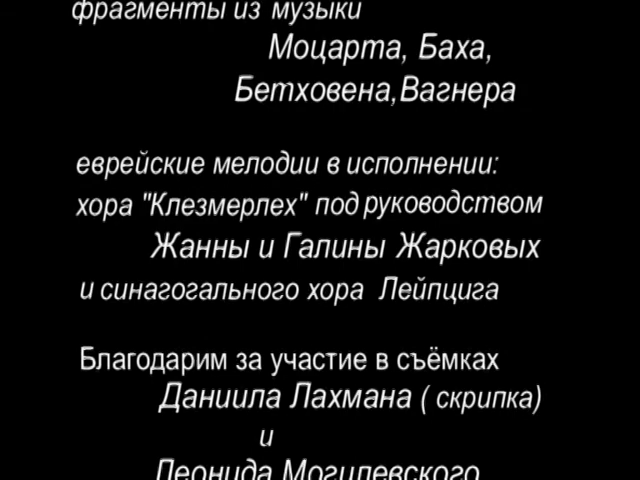 фрагменты из музыки
Моцарта, Баха,
Бетховена,Вагнера
еврейские мелодии в исполнении:
хора "Клезмерлех" под руководством
Жанны и Галины Жарковых
и синагогального хора Лейпцига
Благодарим за участие в съёмках
Даниила Лахмана ( скрипка)
и
Леонида Могилевского